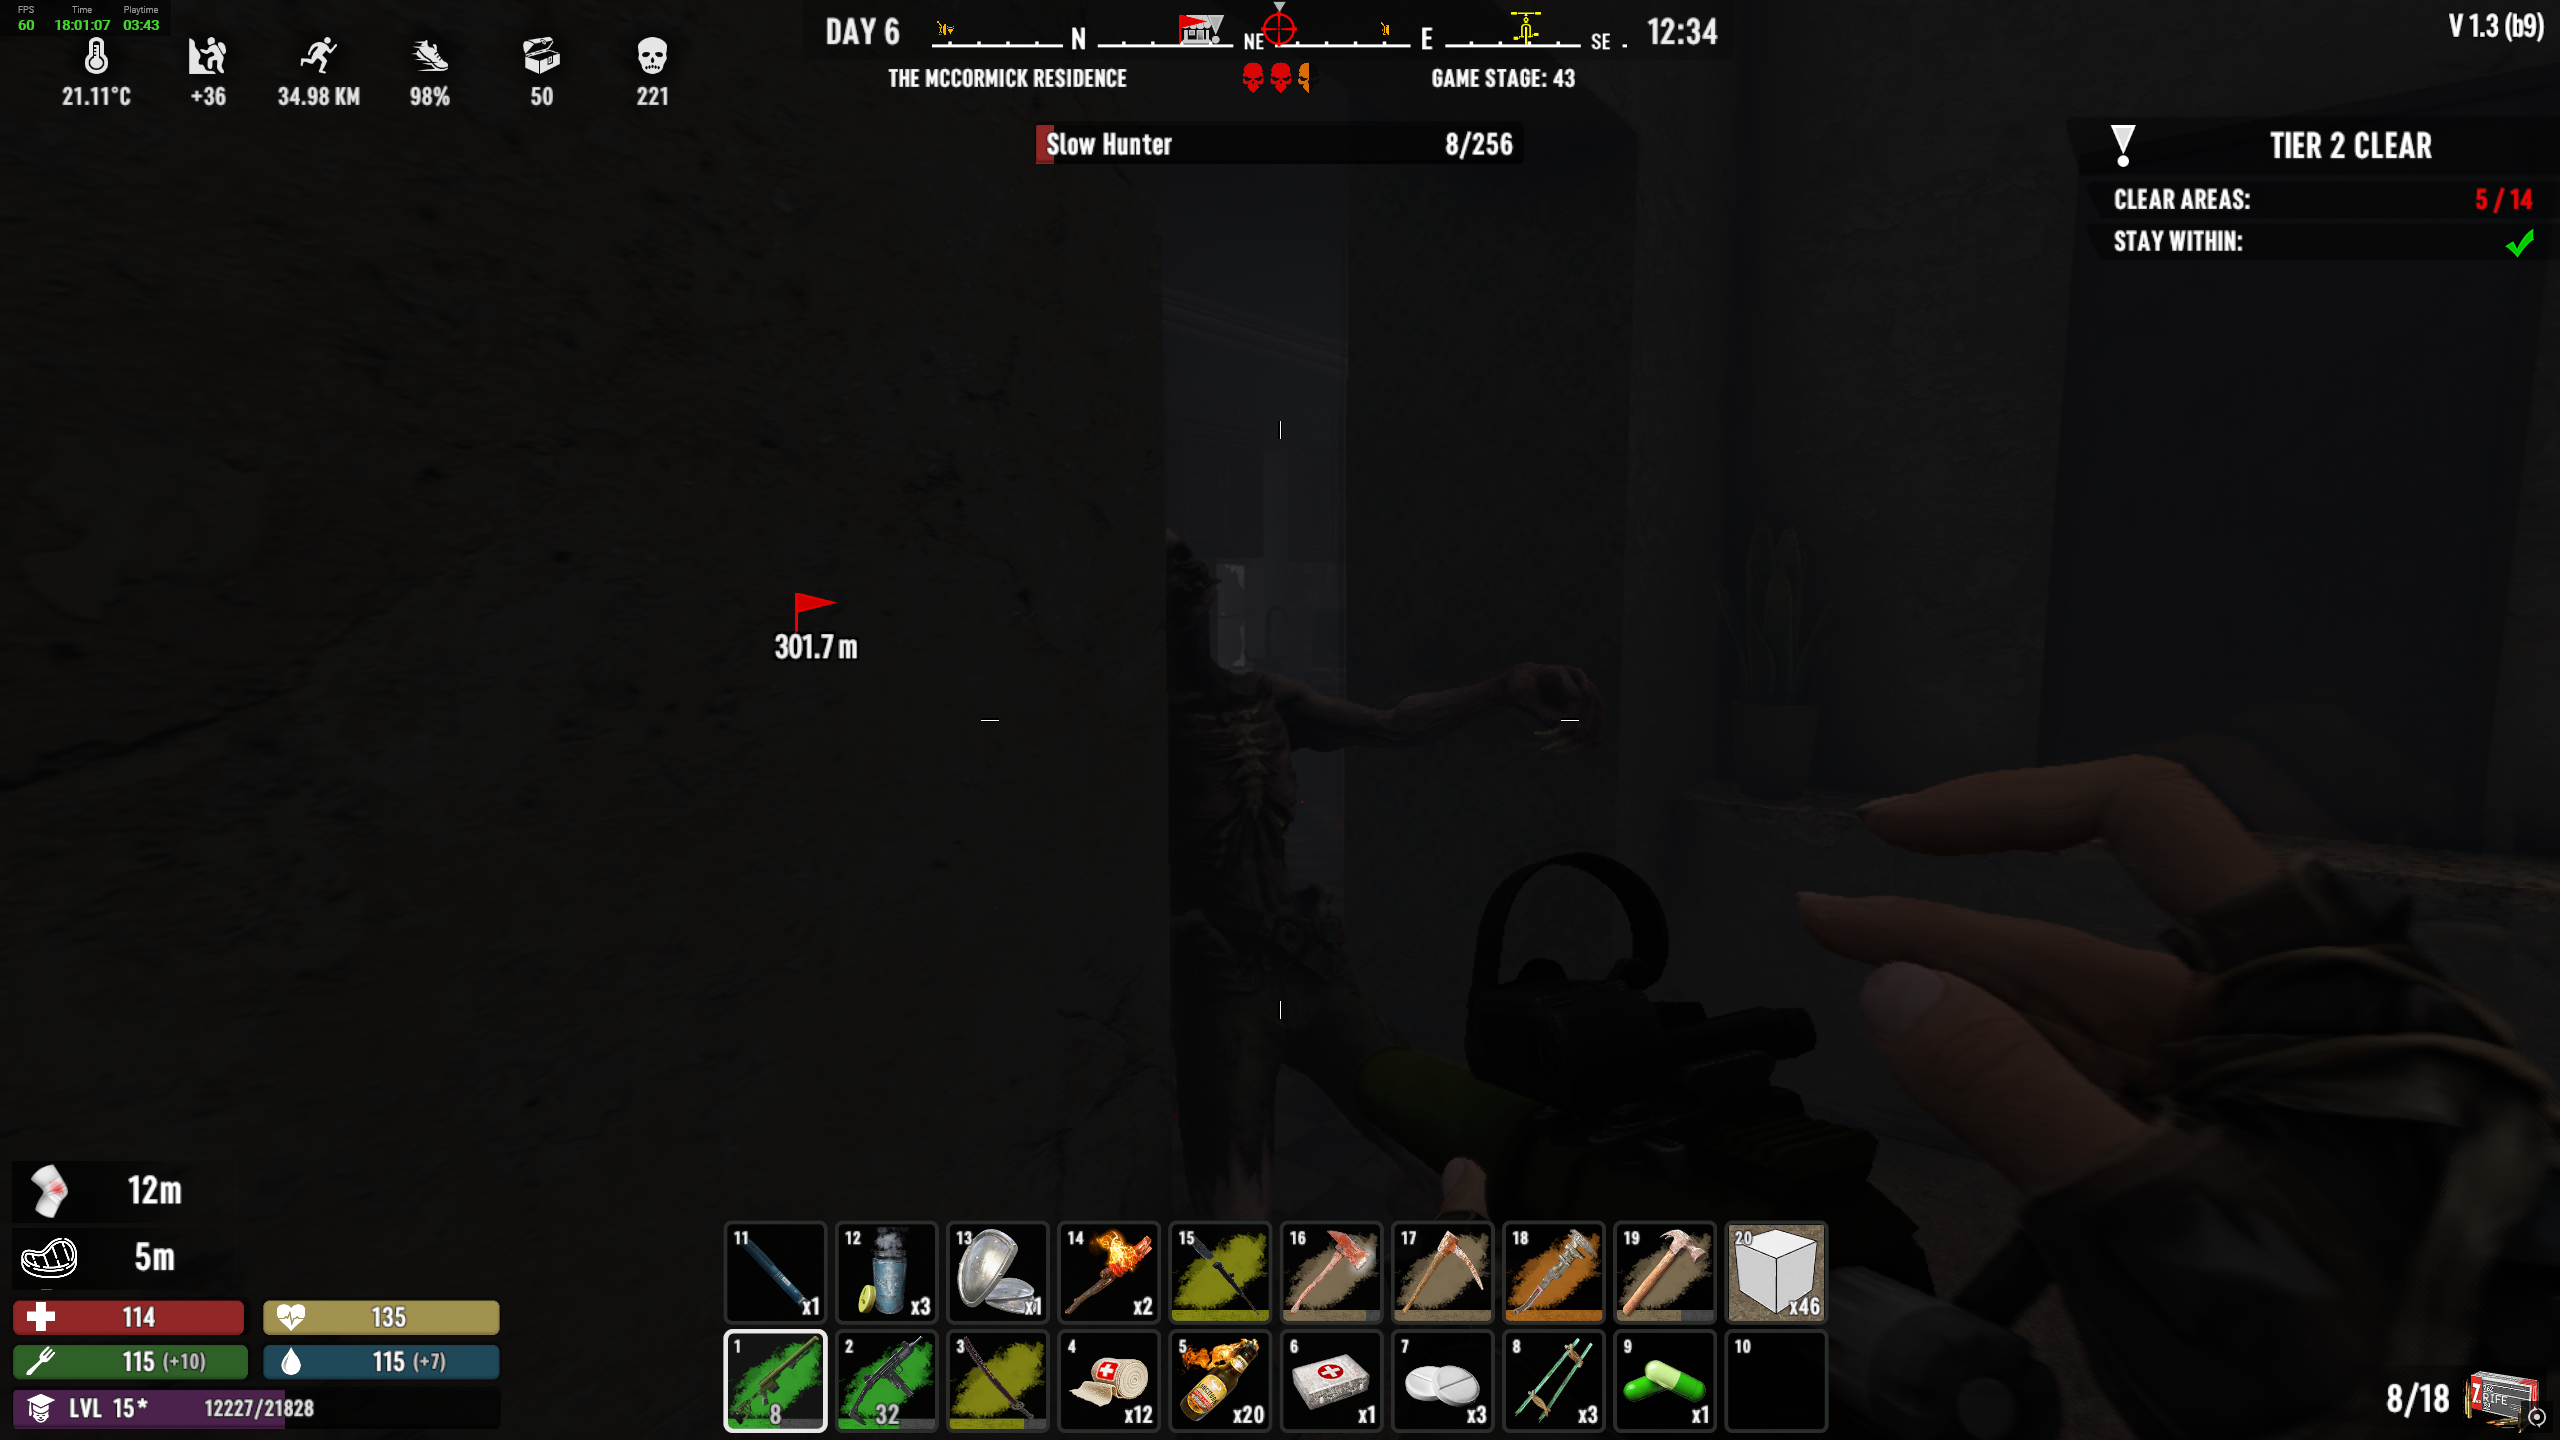 FPS Time Playtime
60 18:01:07 03:43
21.11°C +36 34.98 KM 98% 50 221
DAY 6 N NE E SE 12:34
THE MCCORMICK RESIDENCE GAME STAGE: 43
V 1.3 (b9)
Slow Hunter 8/256
TIER 2 CLEAR
CLEAR AREAS: 5 / 14
STAY WITHIN:
301.7 m
12m
5m
114 135
115 (+10) 115 (+7)
LVL 15* 12227/21828
11 x1 12 x3 13 x1 14 x2 15 16 17 18 19 20 x46
1 8 2 32 3 4 x12 5 x20 6 x1 7 x3 8 x3 9 x1 10
8/18